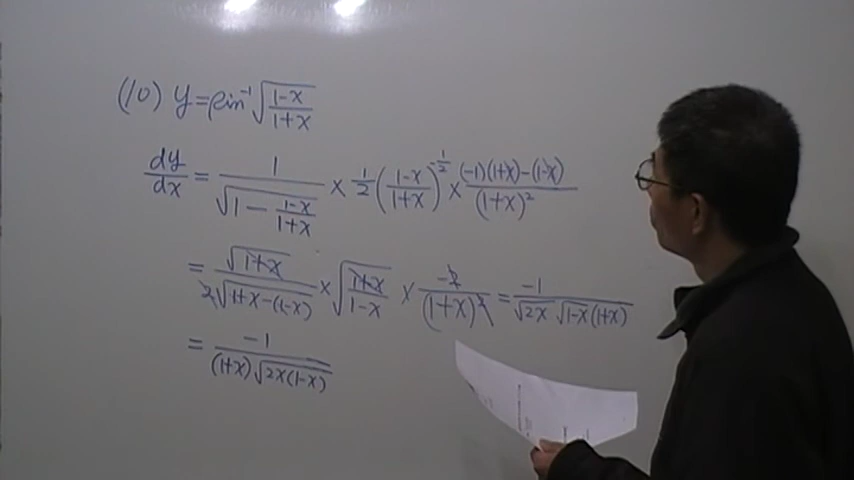 (10) y = sin⁻¹ √((1-x)/(1+x))
dy/dx = 1/√(1 - (1-x)/(1+x)) × 1/2 ((1-x)/(1+x))^(-1/2) × ((-1)(1+x)-(1-x))/(1+x)²
= √(1+x)/(2√(1+x-(1-x))) × √((1+x)/(1-x)) × -2/(1+x)² = -1/(√2x √(1-x) (1+x))
= -1/((1+x)√(2x(1-x)))